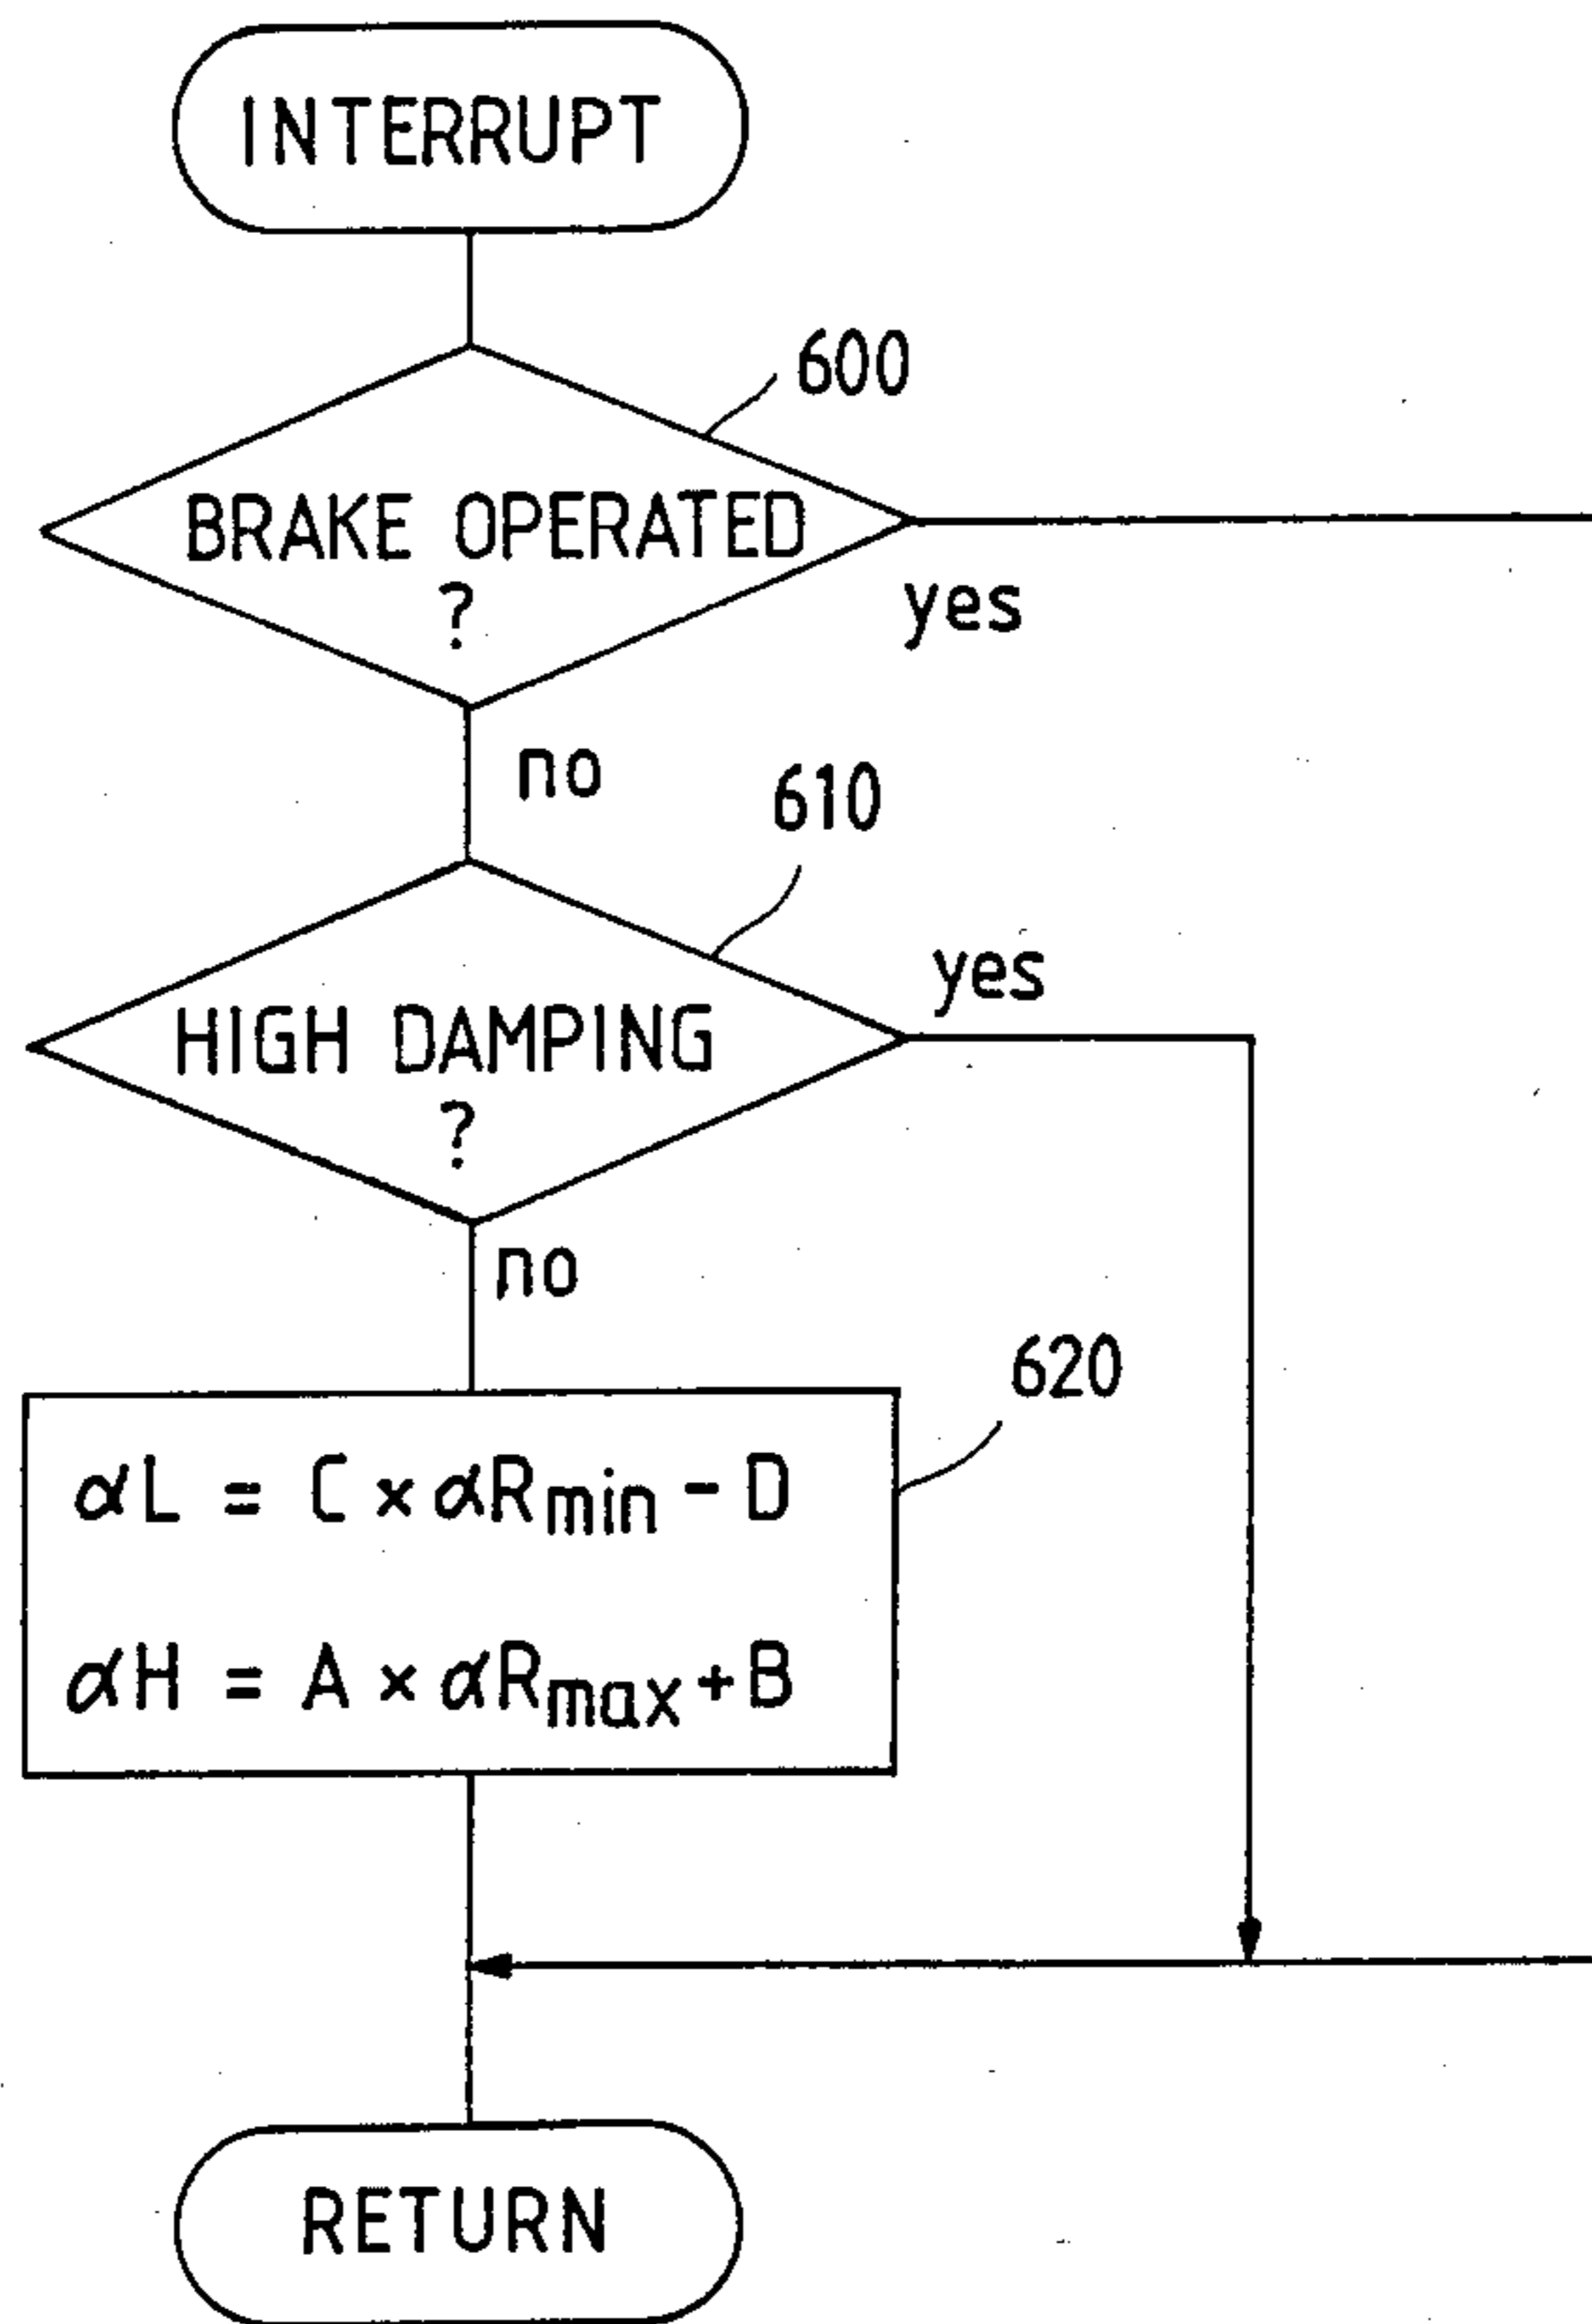 INTERRUPT
600
BRAKE OPERATED
?
yes
no
610
yes
HIGH DAMPING
?
no
620
αL = C × αRmin - D
αH = A × αRmax + B
RETURN